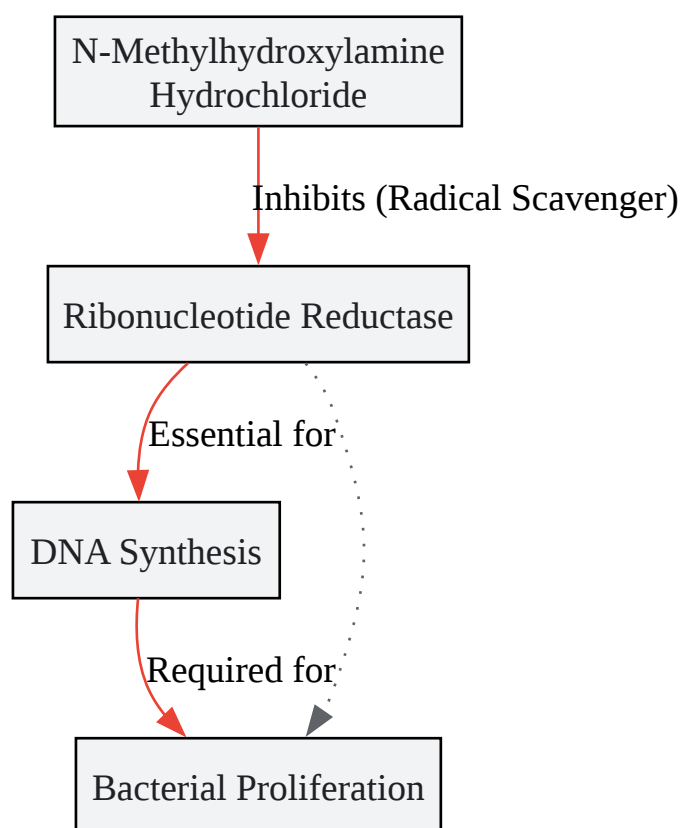 N-Methylhydroxylamine
Hydrochloride
Inhibits (Radical Scavenger)
Ribonucleotide Reductase
Essential for
DNA Synthesis
Required for
Bacterial Proliferation